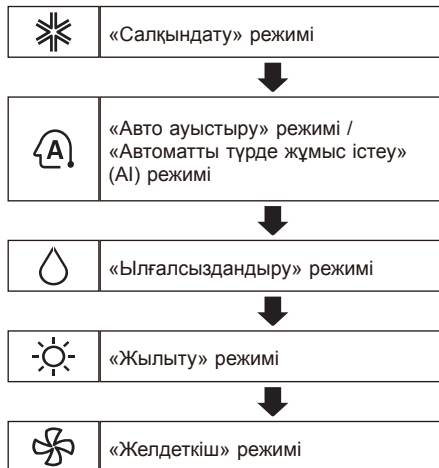 «Салқындату» режимі
A
«Авто ауыстыру» режимі /
«Автоматты түрде жұмыс істеу»
(AI) режимі
«Ылғалсыздандыру» режимі
«Жылыту» режимі
«Желдеткіш» режимі